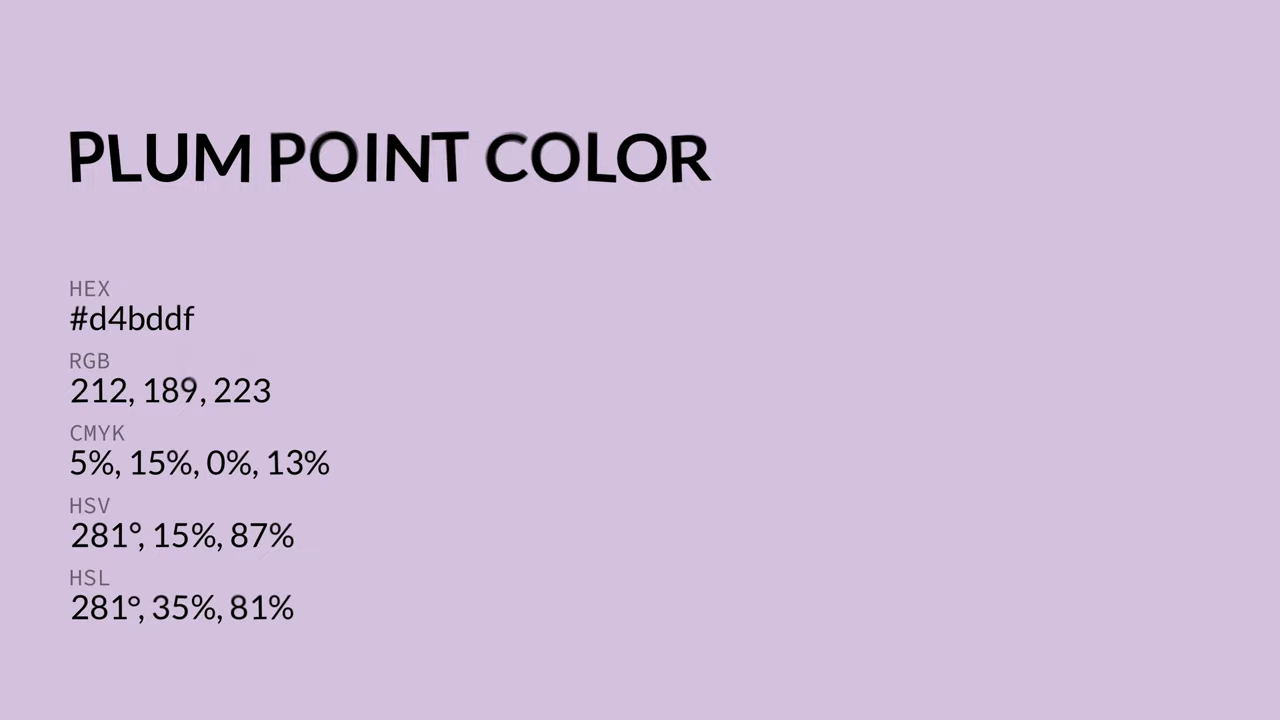 PLUM POINT COLOR
HEX
#d4bddf
RGB
212, 189, 223
CMYK
5%, 15%, 0%, 13%
HSV
281°, 15%, 87%
HSL
281°, 35%, 81%